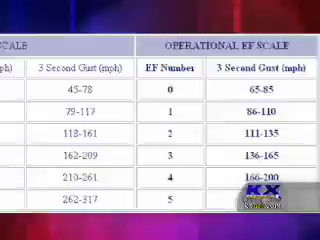 SCALE OPERATIONAL EF SCALE
ph) 3 Second Gust (mph) EF Number 3 Second Gust (mph)
45-78 0 65-85
79-117 1 86-110
118-161 2 111-135
162-209 3 136-165
210-261 4 166-200
262-317 5
KX